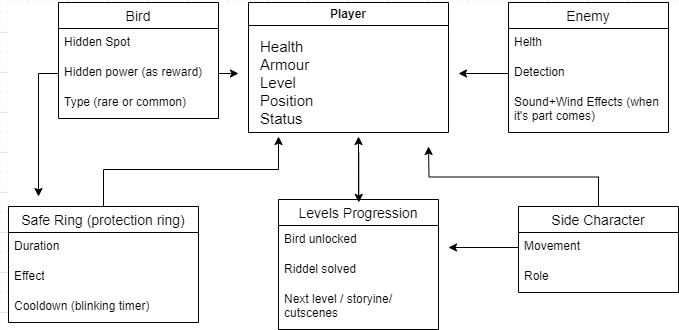 Bird
Hidden Spot
Hidden power (as reward)
Type (rare or common)
Player
Health
Armour
Level
Position
Status
Enemy
Helth
Detection
Sound+Wind Effects (when
it's part comes)
Safe Ring (protection ring)
Duration
Effect
Cooldown (blinking timer)
Levels Progression
Bird unlocked
Riddel solved
Next level / storyine/
cutscenes
Side Character
Movement
Role